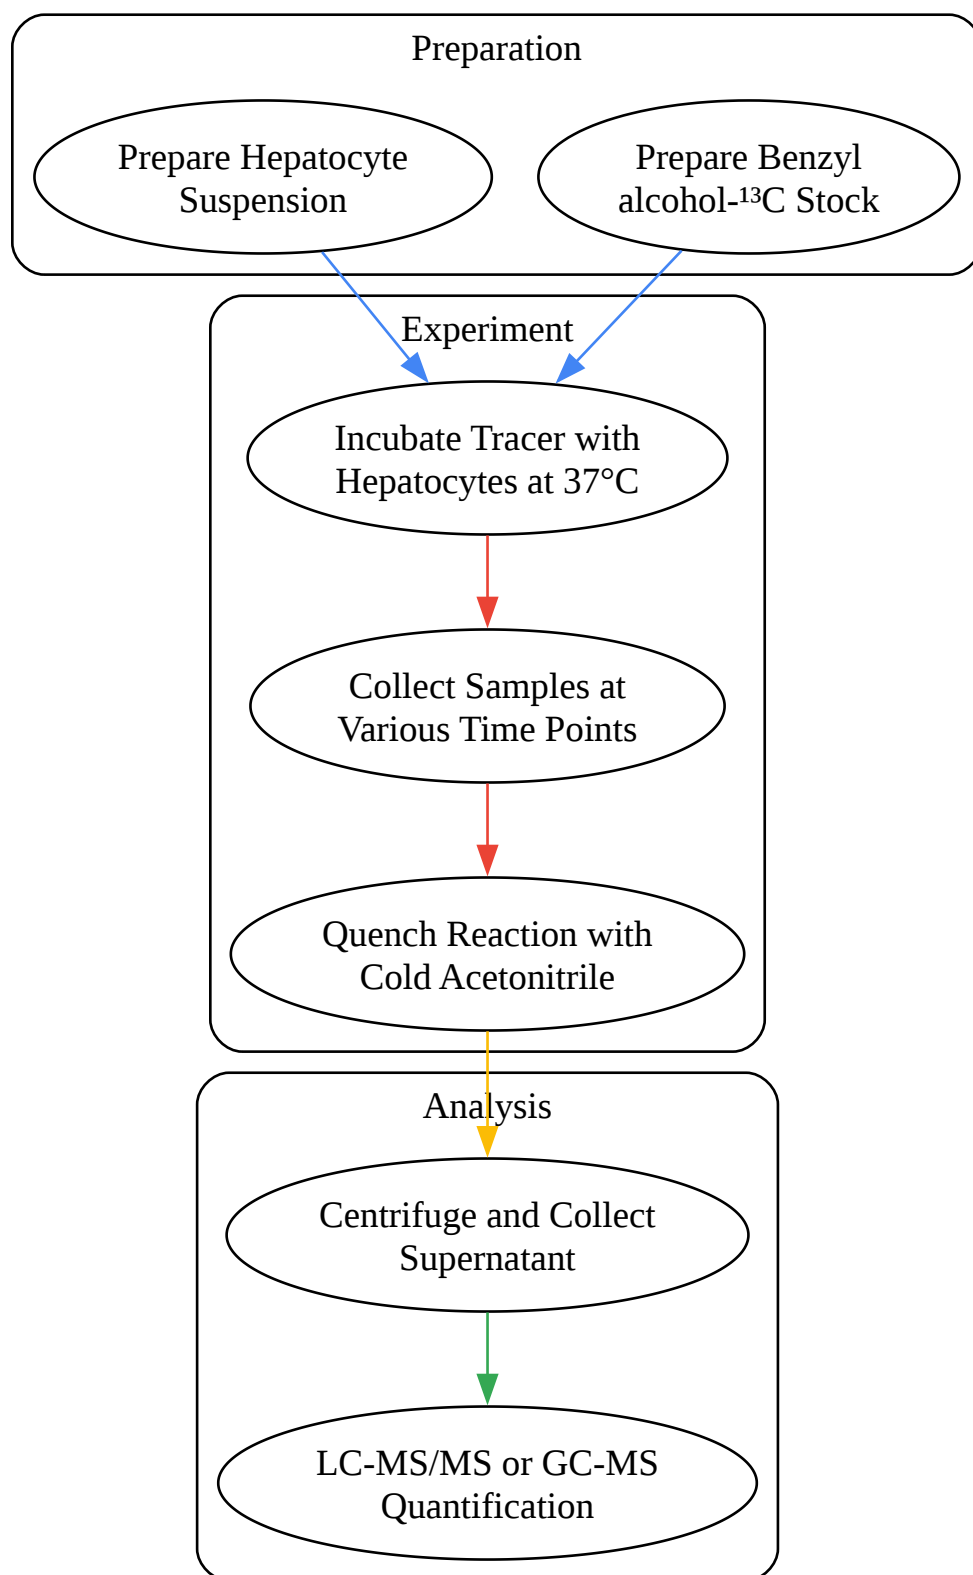 Preparation
Prepare Hepatocyte
Suspension
Prepare Benzyl
alcohol-¹³C Stock
Experiment
Incubate Tracer with
Hepatocytes at 37°C
Collect Samples at
Various Time Points
Quench Reaction with
Cold Acetonitrile
Analysis
Centrifuge and Collect
Supernatant
LC-MS/MS or GC-MS
Quantification